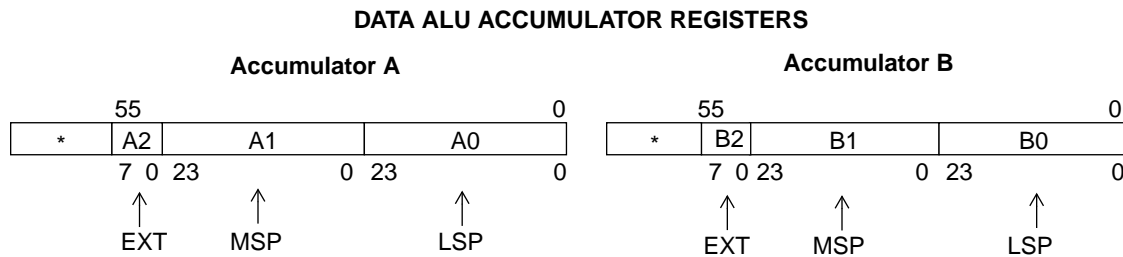 DATA ALU ACCUMULATOR REGISTERS
Accumulator A
Accumulator B
55 0 55 0
* A2 A1 A0 * B2 B1 B0
7 0 23 0 23 0 7 0 23 0 23 0
EXT MSP LSP EXT MSP LSP